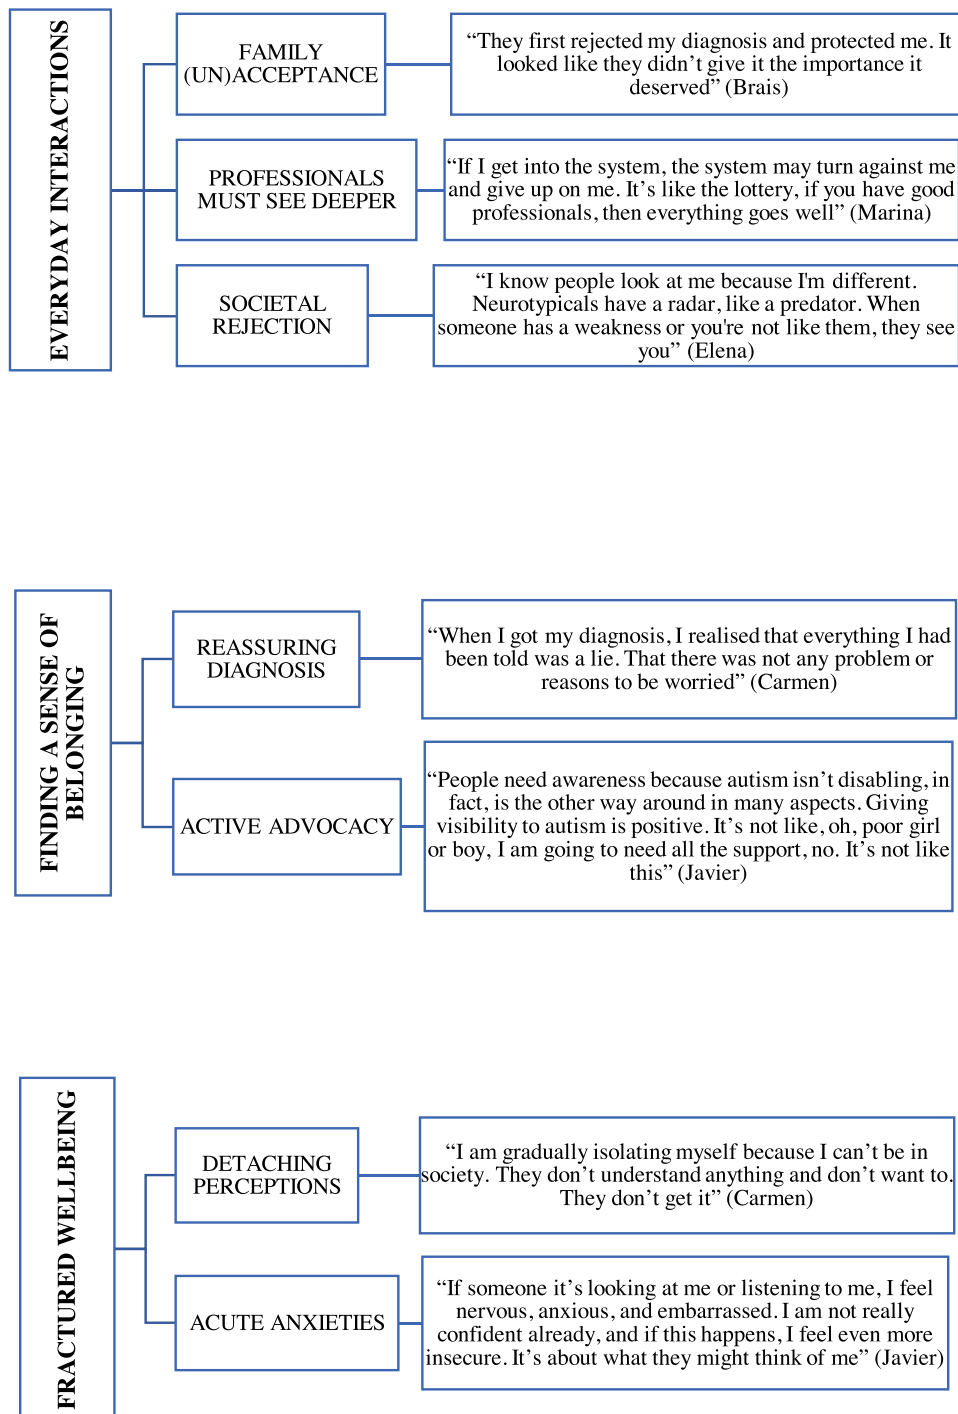 EVERYDAY INTERACTIONS
FAMILY
(UN)ACCEPTANCE
“They first rejected my diagnosis and protected me. It
looked like they didn’t give it the importance it
deserved” (Brais)
PROFESSIONALS
MUST SEE DEEPER
“If I get into the system, the system may turn against me
and give up on me. It’s like the lottery, if you have good
professionals, then everything goes well” (Marina)
SOCIETAL
REJECTION
“I know people look at me because I'm different.
Neurotypicals have a radar, like a predator. When
someone has a weakness or you're not like them, they see
you” (Elena)
FINDING A SENSE OF
BELONGING
REASSURING
DIAGNOSIS
“When I got my diagnosis, I realised that everything I had
been told was a lie. That there was not any problem or
reasons to be worried” (Carmen)
ACTIVE ADVOCACY
“People need awareness because autism isn’t disabling, in
fact, is the other way around in many aspects. Giving
visibility to autism is positive. It’s not like, oh, poor girl
or boy, I am going to need all the support, no. It’s not like
this” (Javier)
FRACTURED WELLBEING
DETACHING
PERCEPTIONS
“I am gradually isolating myself because I can’t be in
society. They don’t understand anything and don’t want to.
They don’t get it” (Carmen)
ACUTE ANXIETIES
“If someone it’s looking at me or listening to me, I feel
nervous, anxious, and embarrassed. I am not really
confident already, and if this happens, I feel even more
insecure. It’s about what they might think of me” (Javier)